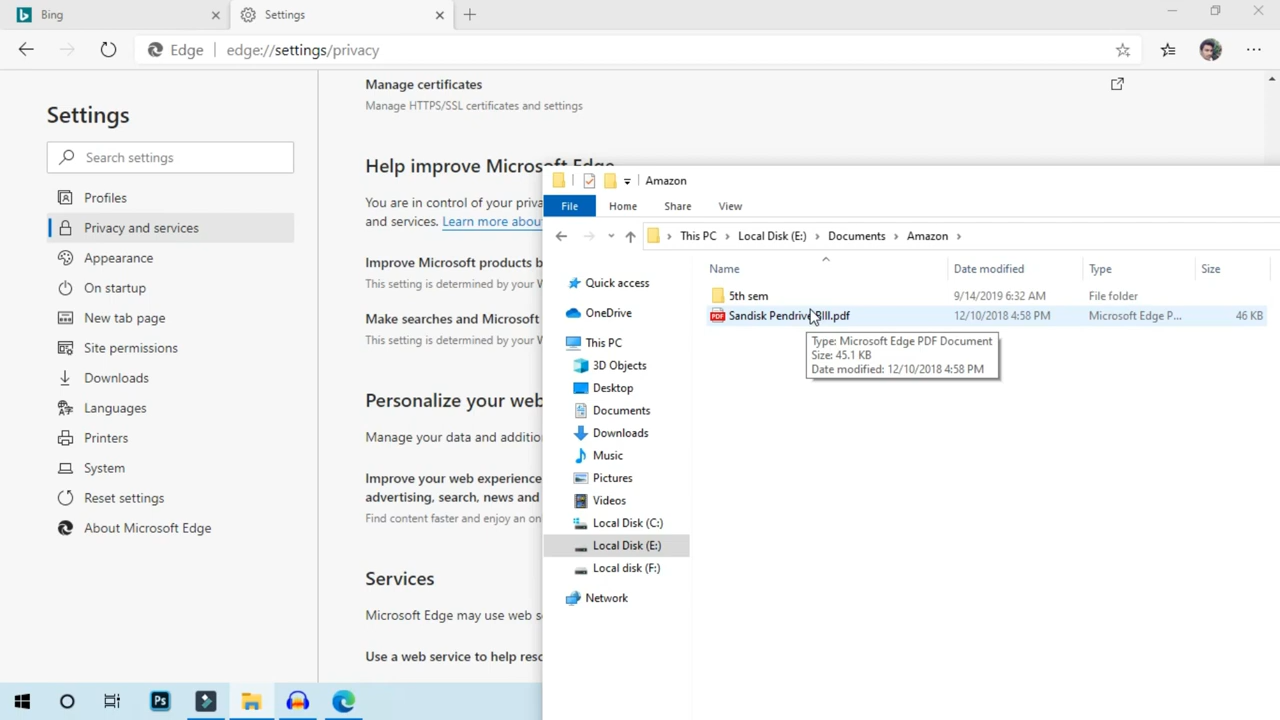 Bing
Settings
Edge
edge://settings/privacy
Settings
Search settings
Profiles
Privacy and services
Appearance
On startup
New tab page
Site permissions
Downloads
Languages
Printers
System
Reset settings
About Microsoft Edge
Manage certificates
Manage HTTPS/SSL certificates and settings
Help improve Microsoft Edge
You are in control of your priva
and services. Learn more abou
Improve Microsoft products b
This setting is determined by your W
Make searches and Microsoft
This setting is determined by your W
Personalize your web
Manage your data and additio
Improve your web experience
advertising, search, news and
Find content faster and enjoy an on
Services
Microsoft Edge may use web s
Use a web service to help reso
Amazon
File Home Share View
This PC Local Disk (E:) Documents Amazon
Quick access
OneDrive
This PC
3D Objects
Desktop
Documents
Downloads
Music
Pictures
Videos
Local Disk (C:)
Local Disk (E:)
Local disk (F:)
Network
Name Date modified Type Size
5th sem 9/14/2019 6:32 AM File folder
PDF Sandisk Pendrive BIll.pdf 12/10/2018 4:58 PM Microsoft Edge P... 46 KB
Type: Microsoft Edge PDF Document
Size: 45.1 KB
Date modified: 12/10/2018 4:58 PM
Ps